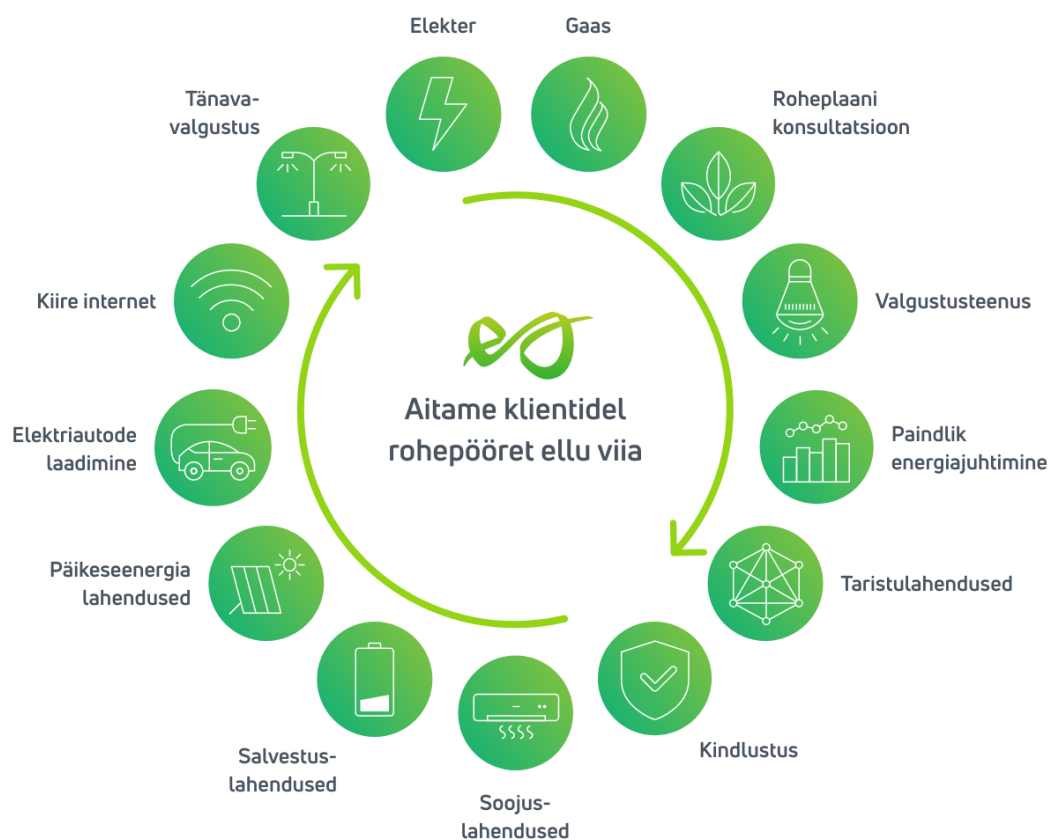 Elekter
Gaas
Roheplaani
konsultatsioon
Valgustusteenus
Paindlik
energiajuhtimine
Taristulahendused
Kindlustus
Soojus-
lahendused
Salvestus-
lahendused
Päikeseenergia
lahendused
Elektriautode
laadimine
Kiire internet
Tänava-
valgustus
Aitame klientidel
rohepööret ellu viia